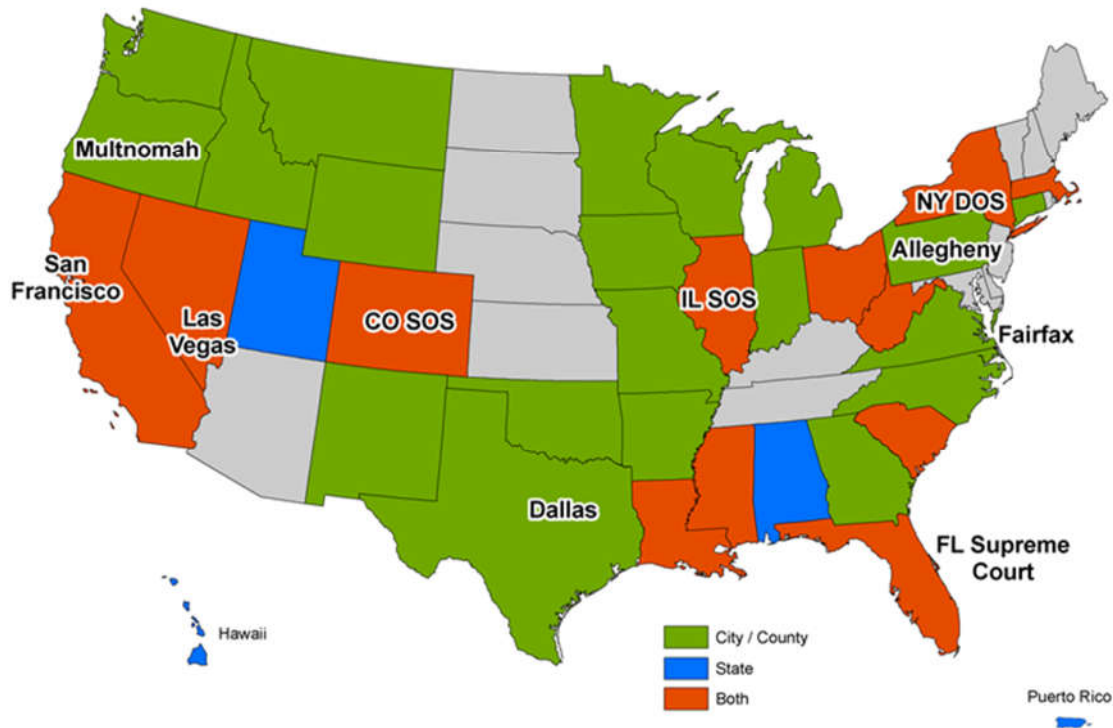 Multnomah
San
Francisco
Las
Vegas
CO SOS
IL SOS
NY DOS
Allegheny
Fairfax
Dallas
FL Supreme
Court
Hawaii
City / County
State
Both
Puerto Rico